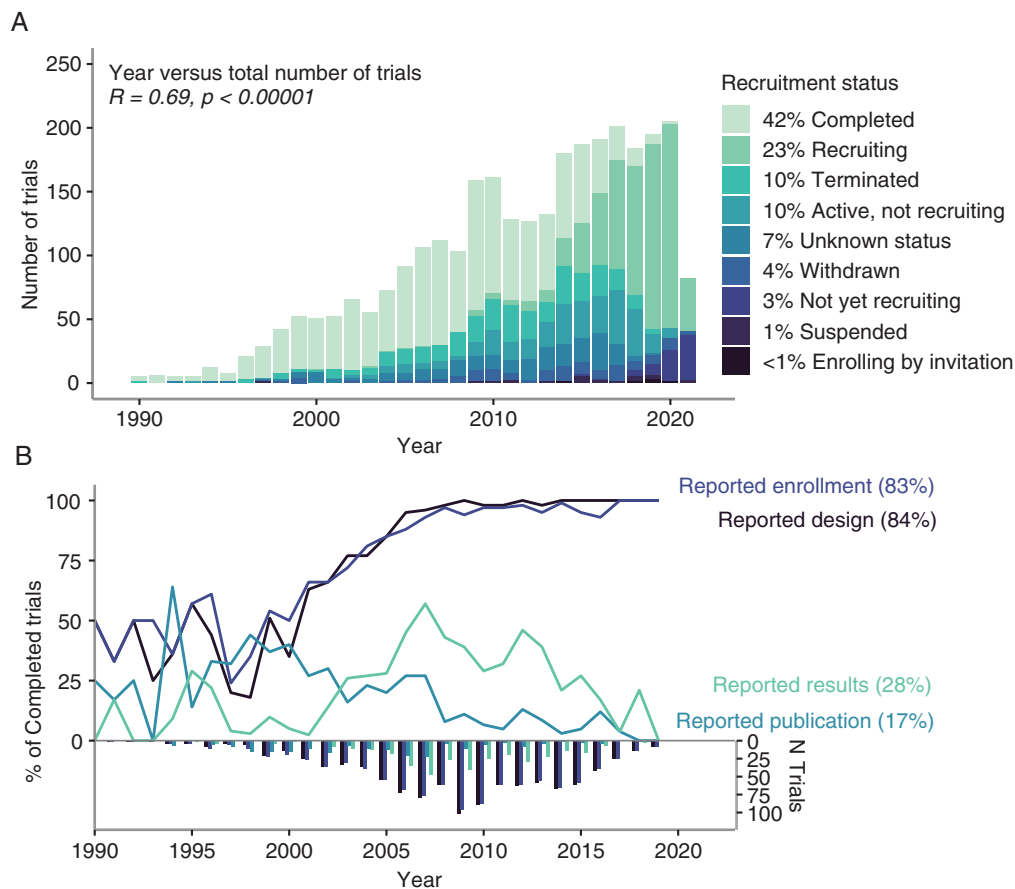 A
Year versus total number of trials
R = 0.69, p < 0.00001
Number of trials
250
200
150
100
50
0
1990
2000
2010
2020
Year
Recruitment status
42% Completed
23% Recruiting
10% Terminated
10% Active, not recruiting
7% Unknown status
4% Withdrawn
3% Not yet recruiting
1% Suspended
<1% Enrolling by invitation
B
% of Completed trials
100
75
50
25
0
Reported enrollment (83%)
Reported design (84%)
Reported results (28%)
Reported publication (17%)
0
25
50
75
100
N Trials
1990
1995
2000
2005
2010
2015
2020
Year